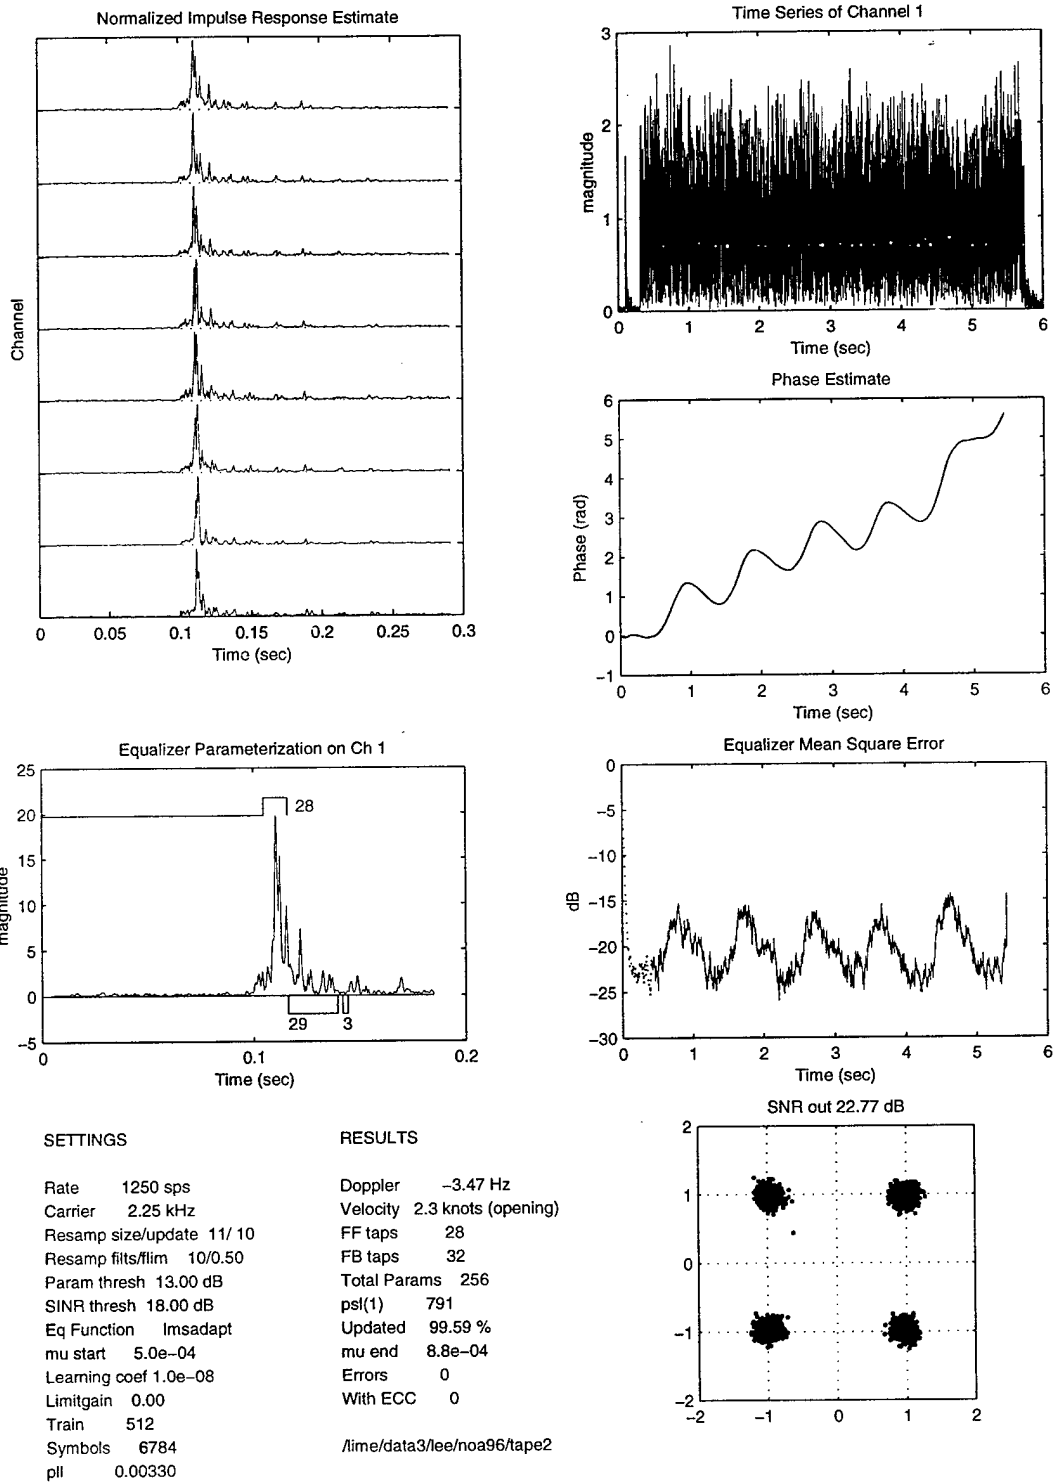 Normalized Impulse Response Estimate
Channel
0 0.05 0.1 0.15 0.2 0.25 0.3
Time (sec)
Time Series of Channel 1
3
2
1
0
magnitude
0 1 2 3 4 5 6
Time (sec)
Phase Estimate
6
5
4
3
2
1
0
−1
Phase (rad)
0 1 2 3 4 5 6
Time (sec)
Equalizer Parameterization on Ch 1
25
20
15
10
5
0
−5
magnitude
28
29 3
0 0.1 0.2
Time (sec)
Equalizer Mean Square Error
0
−5
−10
−15
−20
−25
−30
dB
0 1 2 3 4 5 6
Time (sec)
SETTINGS
Rate 1250 sps
Carrier 2.25 kHz
Resamp size/update 11/ 10
Resamp filts/flim 10/0.50
Param thresh 13.00 dB
SINR thresh 18.00 dB
Eq Function lmsadapt
mu start 5.0e−04
Learning coef 1.0e−08
Limitgain 0.00
Train 512
Symbols 6784
pll 0.00330
RESULTS
Doppler −3.47 Hz
Velocity 2.3 knots (opening)
FF taps 28
FB taps 32
Total Params 256
psl(1) 791
Updated 99.59 %
mu end 8.8e−04
Errors 0
With ECC 0
/lime/data3/lee/noa96/tape2
SNR out 22.77 dB
2
1
0
−1
−2
−2 −1 0 1 2